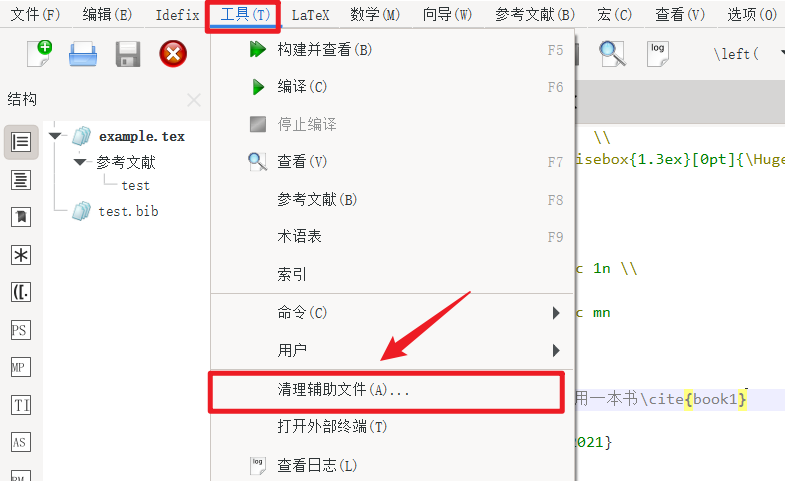 文件(F) 编辑(E) Idefix 工具(T) LaTeX 数学(M) 向导(W) 参考文献(B) 宏(C) 查看(V) 选项(O)
log \left(
结构
构建并查看(B) F5
编译(C) F6
停止编译
查看(V) F7
参考文献(B) F8
术语表 F9
索引
命令(C)
用户
清理辅助文件(A)...
打开外部终端(T)
log 查看日志(L)
example.tex
参考文献
test
test.bib
([.
PS
MP
TI
AS
\\
isebox{1.3ex}[0pt]{\Huge
c 1n \\
c mn
用一本书\cite{book1}
2021}